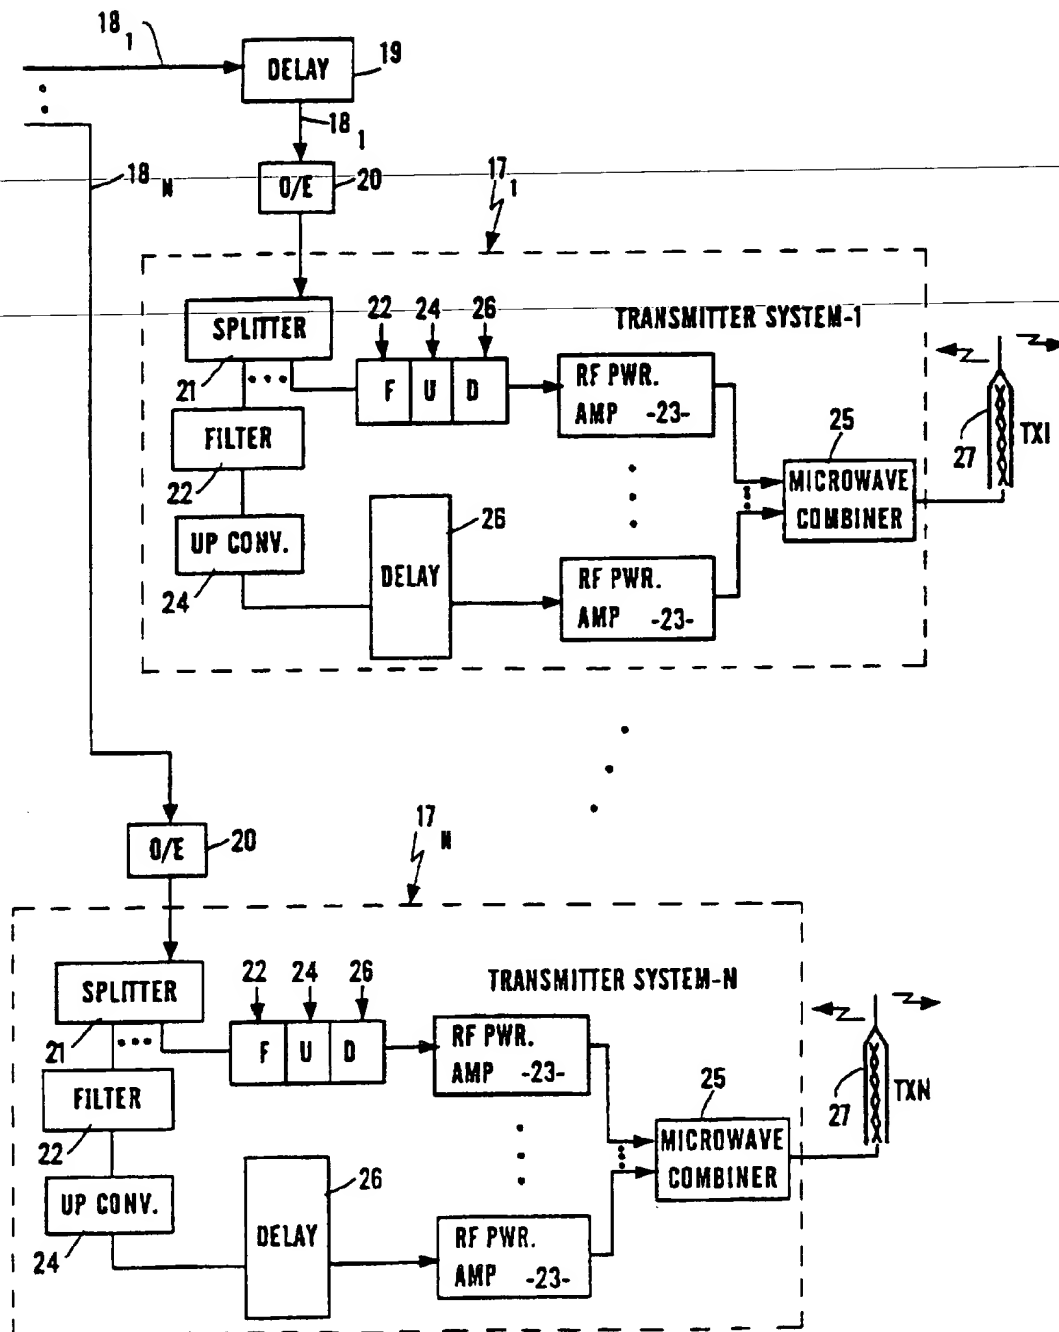 18 1
DELAY 19
18 1
18 N
O/E 20
17 1
SPLITTER
22 24 26
TRANSMITTER SYSTEM-1
21
F U D
RF PWR.
AMP -23-
27
TX1
FILTER
25
22
MICROWAVE
COMBINER
26
UP CONV.
DELAY
RF PWR.
AMP -23-
24
O/E 20
17 N
SPLITTER
22 24 26
TRANSMITTER SYSTEM-N
21
F U D
RF PWR.
AMP -23-
27
TXN
FILTER
25
22
MICROWAVE
COMBINER
26
UP CONV.
DELAY
RF PWR.
AMP -23-
24